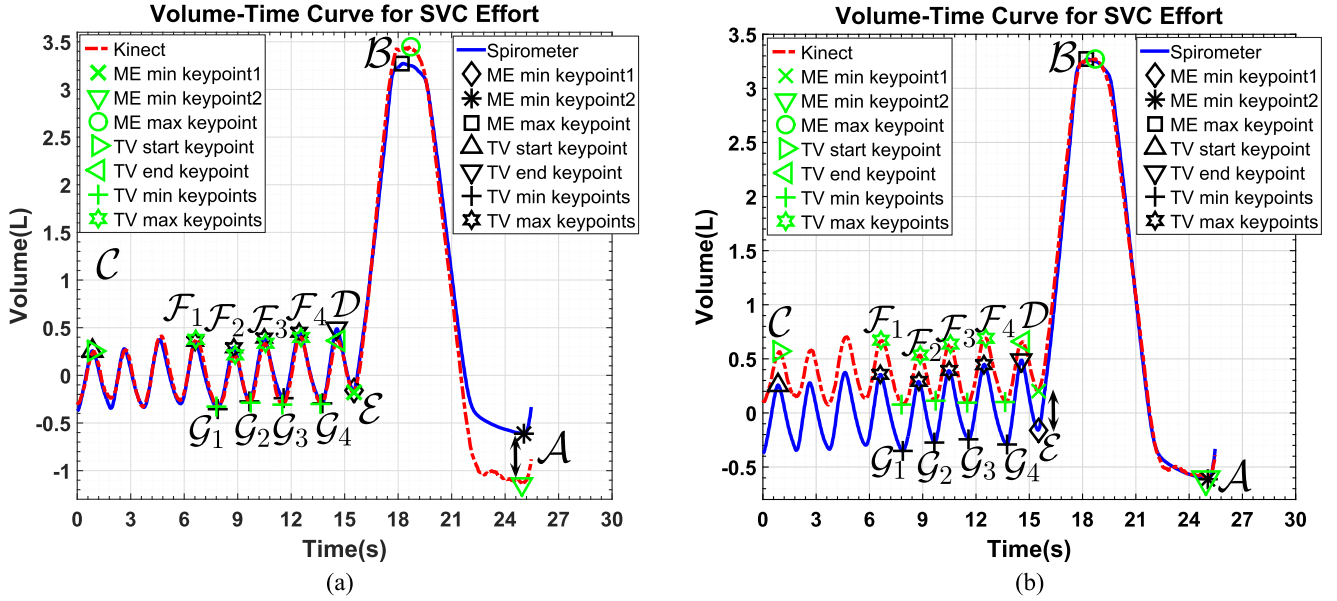 Volume-Time Curve for SVC Effort
Kinect
ME min keypoint1
ME min keypoint2
ME max keypoint
TV start keypoint
TV end keypoint
TV min keypoints
TV max keypoints
Spirometer
ME min keypoint1
ME min keypoint2
ME max keypoint
TV start keypoint
TV end keypoint
TV min keypoints
TV max keypoints
3.5
3
2.5
2
1.5
1
0.5
0
-0.5
-1
Volume(L)
B
C
F1
F2
F3
F4
D
E
G1
G2
G3
G4
A
0 3 6 9 12 15 18 21 24 27 30
Time(s)
(a)
Volume-Time Curve for SVC Effort
Kinect
ME min keypoint1
ME min keypoint2
ME max keypoint
TV start keypoint
TV end keypoint
TV min keypoints
TV max keypoints
Spirometer
ME min keypoint1
ME min keypoint2
ME max keypoint
TV start keypoint
TV end keypoint
TV min keypoints
TV max keypoints
3.5
3
2.5
2
1.5
1
0.5
0
-0.5
Volume(L)
B
C
F1
F2
F3
F4
D
E
G1
G2
G3
G4
A
0 3 6 9 12 15 18 21 24 27 30
Time(s)
(b)